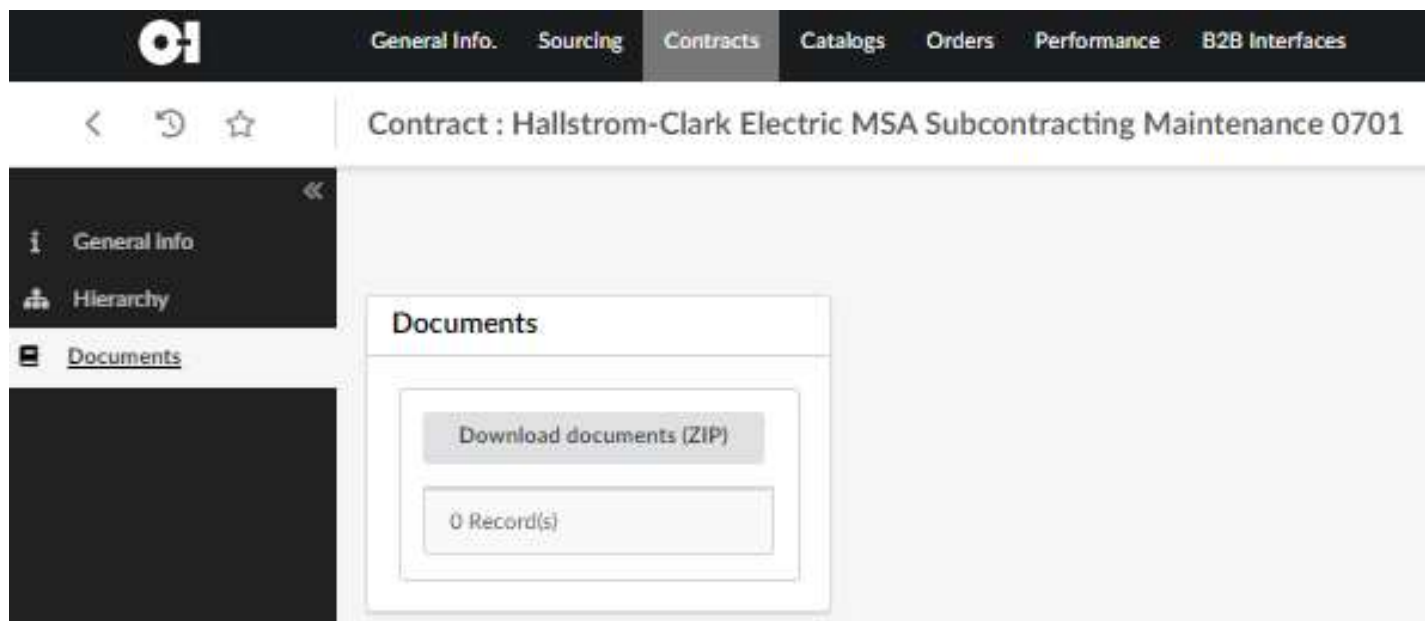 O-I
General Info. Sourcing Contracts Catalogs Orders Performance B2B Interfaces
Contract : Hallstrom-Clark Electric MSA Subcontracting Maintenance 0701
General Info
Hierarchy
Documents
Documents
Download documents (ZIP)
0 Record(s)